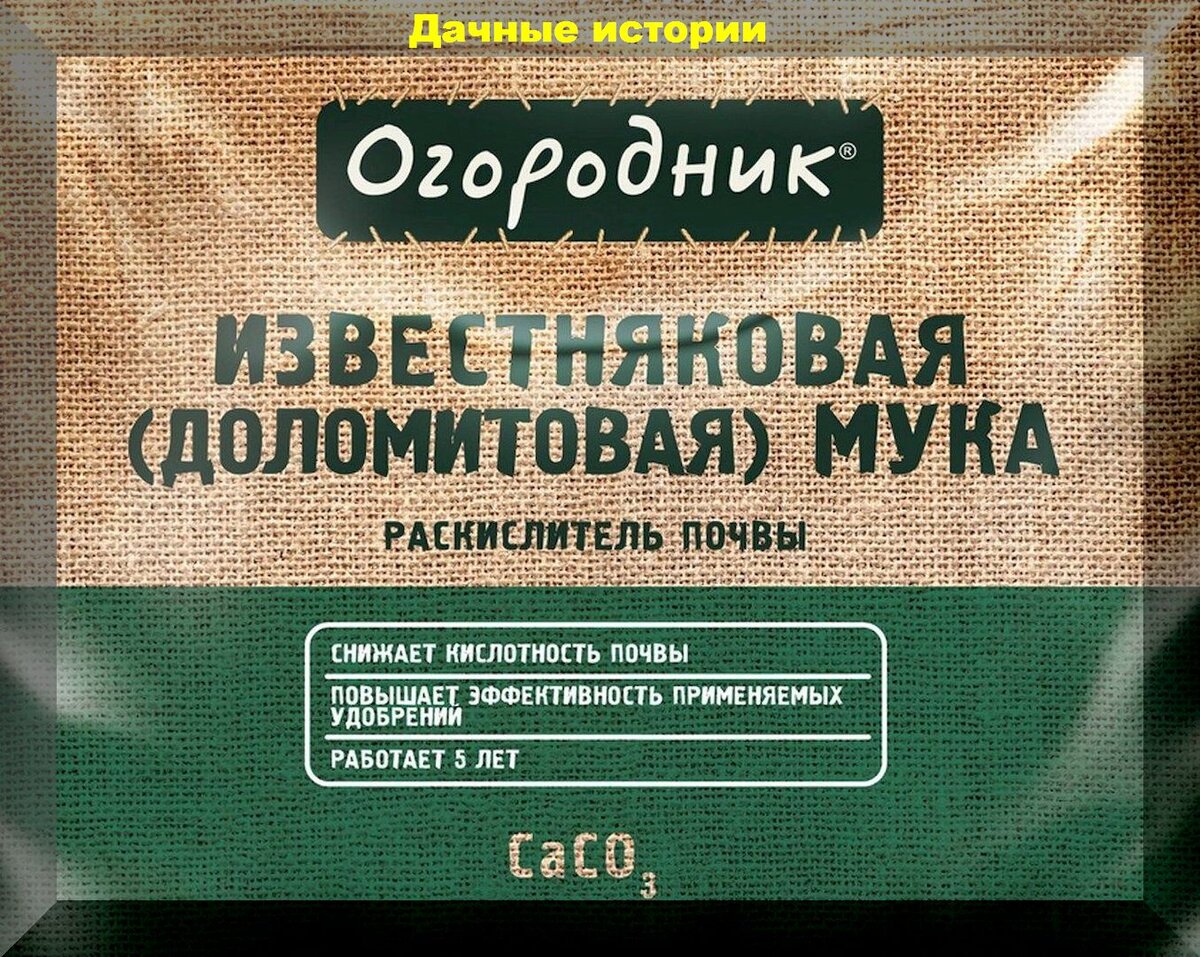 Дачные истории
Огородник®
ИЗВЕСТНЯКОВАЯ
(ДОЛОМИТОВАЯ) МУКА
РАСКИСЛИТЕЛЬ ПОЧВЫ
СНИЖАЕТ КИСЛОТНОСТЬ ПОЧВЫ
ПОВЫШАЕТ ЭФФЕКТИВНОСТЬ ПРИМЕНЯЕМЫХ
УДОБРЕНИЙ
РАБОТАЕТ 5 ЛЕТ
CaCO₃